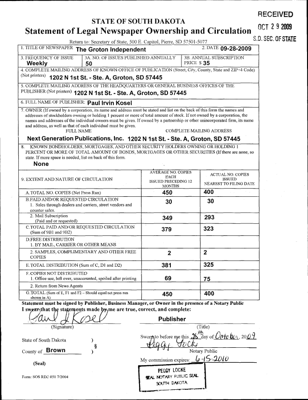 RECEIVED
OCT 29 2009
S.D. SEC. OF STATE
STATE OF SOUTH DAKOTA
Statement of Legal Newspaper Ownership and Circulation
Return to: Secretary of State, 500 E. Capitol, Pierre, SD 57501-5077
1. TITLE OF NEWSPAPER The Groton Independent 2. DATE 09-28-2009
3. FREQUENCY OF ISSUE Weekly 3A. NO. OF ISSUES PUBLISHED ANNUALLY 50 3B. ANNUAL SUBSCRIPTION PRICE $ 35
4. COMPLETE MAILING ADDRESS OF KNOWN OFFICE OF PUBLICATION (Street, City, County, State and ZIP+4 Code)
(Not printers) 1202 N 1st St. - Ste. A, Groton, SD 57445
5. COMPLETE MAILING ADDRESS OF THE HEADQUARTERS OR GENERAL BUSINESS OFFICES OF THE
PUBLISHER (Not printers) 1202 N 1st St. - Ste. A, Groton, SD 57445
6. FULL NAME OF PUBLISHER: Paul Irvin Kosel
7. OWNER (If owned by a corporation, its name and address must be stated and list on the back of this form the names and
addresses of stockholders owning or holding 1 percent or more of total amount of stock. If not owned by a corporation, the
names and addresses of the individual owners must be given. If owned by a partnership or other unincorporated firm, its name
and address, as well as that of each individual must be given.
FULL NAME COMPLETE MAILING ADDRESS
Next Generation Publications, Inc. 1202 N 1st St. - Ste. A, Groton, SD 57445
8. KNOWN BONDHOLDERS, MORTGAGEES, AND OTHER SECURITY HOLDERS OWNING OR HOLDING 1
PERCENT OR MORE OF TOTAL AMOUNT OF BONDS, MORTGAGES OR OTHER SECURITIES (If there are none, so
state. If more space is needed, list on back of this form.
None
9. EXTENT AND NATURE OF CIRCULATION
AVERAGE NO. COPIES EACH ISSUE PRECEDING 12 MONTHS
ACTUAL NO. COPIES ISSUED NEAREST TO FILING DATE
A. TOTAL NO. COPIES (Net Press Run) 450 400
B. PAID AND/OR REQUESTED CIRCULATION
1. Sales through dealers and carriers, street vendors and counter sales 30 30
2. Mail Subscription (Paid and or requested) 349 293
C. TOTAL PAID AND/OR REQUESTED CIRCULATION (Sum of 9B1 and 9B2) 379 323
D. FREE DISTRIBUTION
1. BY MAIL, CARRIER OR OTHER MEANS
2. SAMPLES, COMPLIMENTARY AND OTHER FREE COPIES 2 2
E. TOTAL DISTRIBUTION (Sum of C, D1 and D2) 381 325
F. COPIES NOT DISTRIBUTED
1. Office use, left over, unaccounted, spoiled after printing 69 75
2. Return from News Agents
G. TOTAL (Sum of E, F1 and F2 - Should equal net press run shown in A) 450 400
Statement must be signed by Publisher, Business Manager, or Owner in the presence of a Notary Public
I swear that the statements made by me are true, correct, and complete:
Paul I Kosel Publisher
(Signature) (Title)
State of South Dakota )
County of Brown )
Sworn to before me this 26th day of October, 2009
Peggy Locke
Notary Public
(Seal)
My commission expires: 6-15-2010
PEGGY LOCKE
SEAL NOTARY PUBLIC SEAL
SOUTH DAKOTA